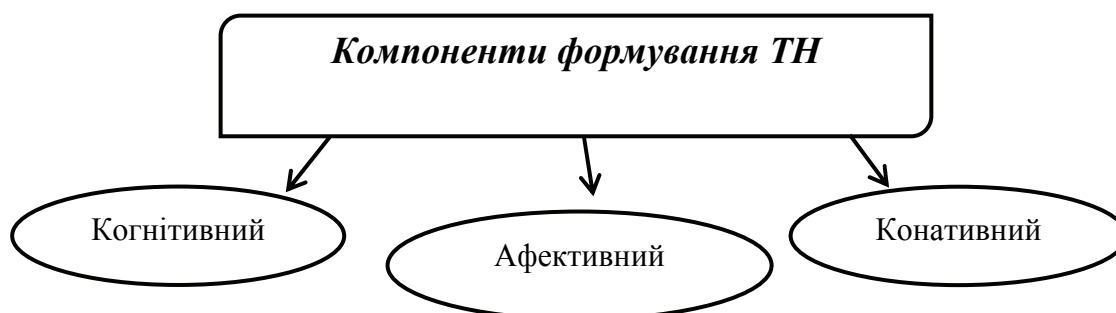 Компоненти формування ТН
Когнітивний
Афективний
Конативний